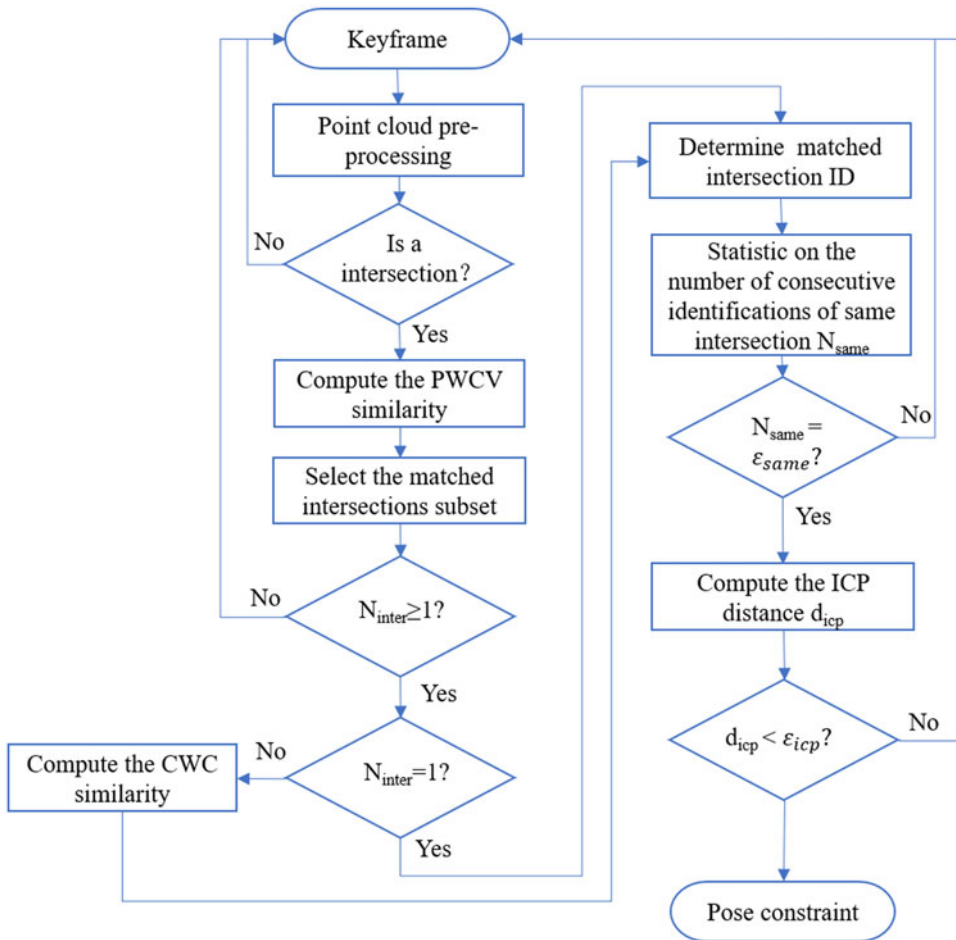 Keyframe
Point cloud pre-
processing
No
Is a
intersection?
Yes
Compute the PWCV
similarity
Select the matched
intersections subset
No
N_inter≥1?
Yes
No
N_inter=1?
Compute the CWC
similarity
Yes
Determine matched
intersection ID
Statistic on the
number of consecutive
identifications of same
intersection N_same
No
N_same =
ε_same?
Yes
Compute the ICP
distance d_icp
No
d_icp < ε_icp?
Pose constraint